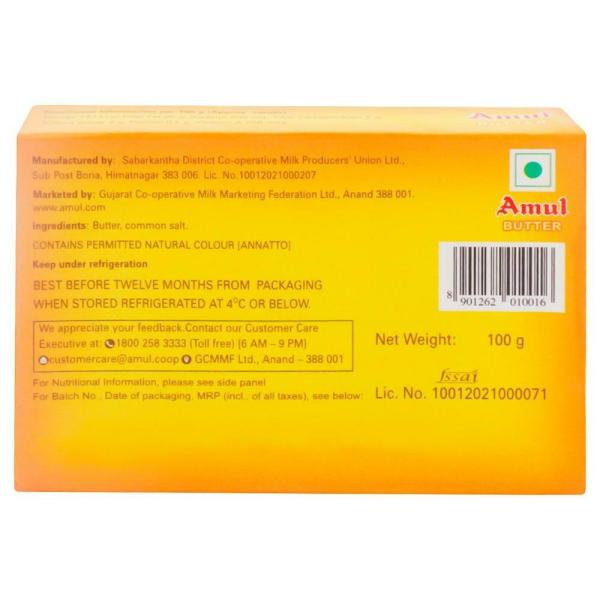 Amul
BUTTER
Manufactured by: Sabarkantha District Co-operative Milk Producers' Union Ltd.,
Sub Post Boria, Himatnagar 383 006. Lic. No.10012021000207
Marketed by: Gujarat Co-operative Milk Marketing Federation Ltd., Anand 388 001.
www.amul.com
Ingredients: Butter, common salt.
CONTAINS PERMITTED NATURAL COLOUR [ANNATTO]
Keep under refrigeration
BEST BEFORE TWELVE MONTHS FROM PACKAGING
WHEN STORED REFRIGERATED AT 4⁰C OR BELOW.
We appreciate your feedback.Contact our Customer Care
Executive at: 1800 258 3333 (Toll free) [6 AM – 9 PM)
customercare@amul.coop GCMMF Ltd., Anand – 388 001
For Nutritional Information, please see side panel
For Batch No., Date of packaging, MRP (incl., of all taxes), see below:
Amul
BUTTER
8 901262 010016
Net Weight: 100 g
fssai
Lic. No. 10012021000071